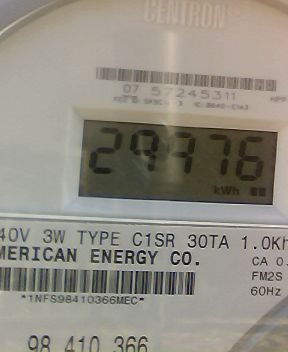 CENTRON
07 57245311
29976
kWh
40V 3W TYPE C1SR 30TA 1.0Kh
MERICAN ENERGY CO.
CA 0.
FM2S
60Hz
*1NFS98410366MEC*
98 410 366